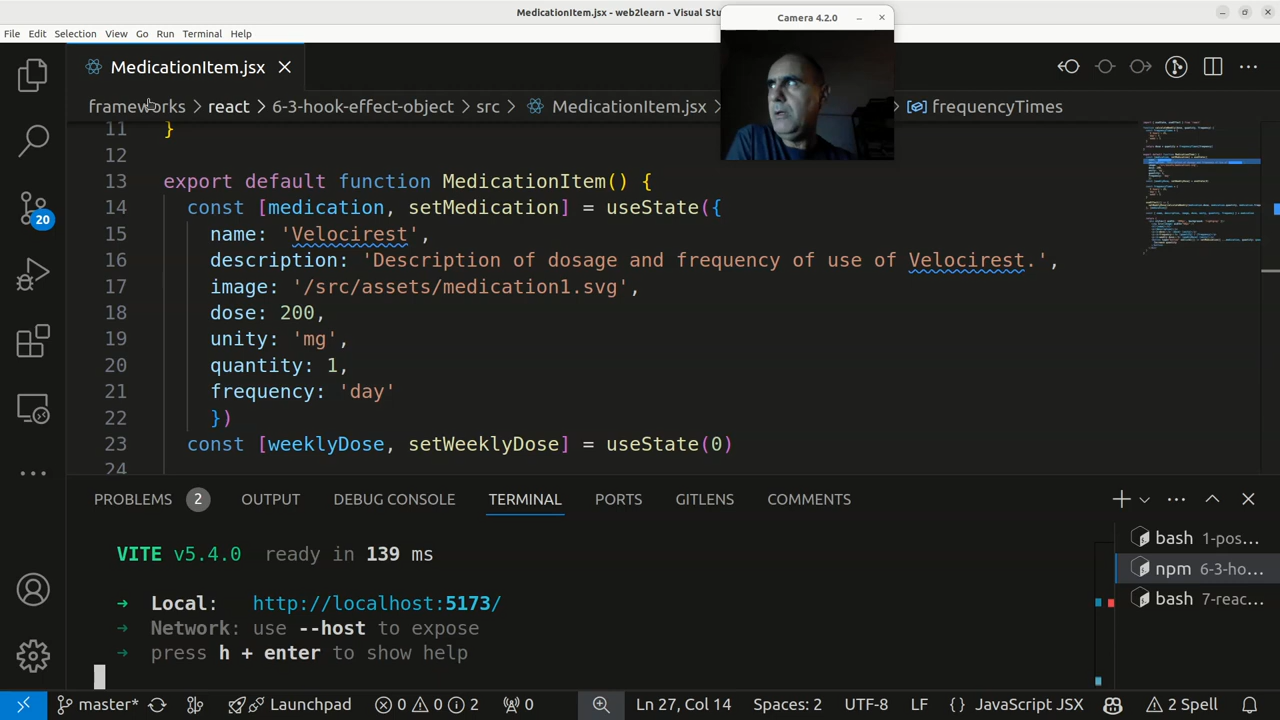 MedicationItem.jsx - web2learn - Visual Stu
Camera 4.2.0
File Edit Selection View Go Run Terminal Help
MedicationItem.jsx
frameworks > react > 6-3-hook-effect-object > src > MedicationItem.jsx > frequencyTimes
11 }
12
13 export default function MedicationItem() {
14 const [medication, setMedication] = useState({
15 name: 'Velocirest',
16 description: 'Description of dosage and frequency of use of Velocirest.',
17 image: '/src/assets/medication1.svg',
18 dose: 200,
19 unity: 'mg',
20 quantity: 1,
21 frequency: 'day'
22 })
23 const [weeklyDose, setWeeklyDose] = useState(0)
24
20
PROBLEMS 2 OUTPUT DEBUG CONSOLE TERMINAL PORTS GITLENS COMMENTS
VITE v5.4.0 ready in 139 ms
➜ Local: http://localhost:5173/
➜ Network: use --host to expose
➜ press h + enter to show help
bash 1-pos...
npm 6-3-ho...
bash 7-reac...
master* Launchpad 0 0 2 0 Ln 27, Col 14 Spaces: 2 UTF-8 LF {} JavaScript JSX 2 Spell